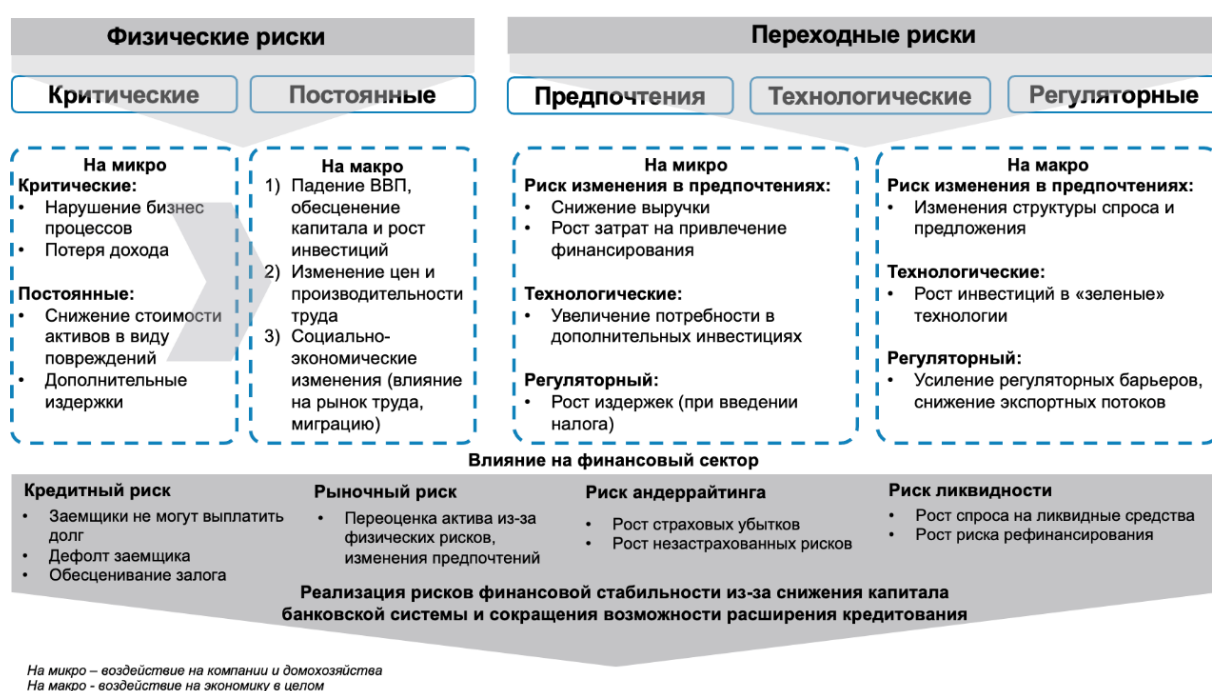 Физические риски
Критические
Постоянные
На микро
Критические:
• Нарушение бизнес
процессов
• Потеря дохода
Постоянные:
• Снижение стоимости
активов в виду
повреждений
• Дополнительные
издержки
На макро
1) Падение ВВП,
обесценение
капитала и рост
инвестиций
2) Изменение цен и
производительности
труда
3) Социально-
экономические
изменения (влияние
на рынок труда,
миграцию)
Переходные риски
Предпочтения
Технологические
Регуляторные
На микро
Риск изменения в предпочтениях:
• Снижение выручки
• Рост затрат на привлечение
финансирования
Технологические:
• Увеличение потребности в
дополнительных инвестициях
Регуляторный:
• Рост издержек (при введении
налога)
На макро
Риск изменения в предпочтениях:
• Изменения структуры спроса и
предложения
Технологические:
• Рост инвестиций в «зеленые»
технологии
Регуляторный:
• Усиление регуляторных барьеров,
снижение экспортных потоков
Влияние на финансовый сектор
Кредитный риск
• Заемщики не могут выплатить
долг
• Дефолт заемщика
• Обесценивание залога
Рыночный риск
• Переоценка актива из-за
физических рисков,
изменения предпочтений
Риск андеррайтинга
• Рост страховых убытков
• Рост незастрахованных рисков
Риск ликвидности
• Рост спроса на ликвидные средства
• Рост риска рефинансирования
Реализация рисков финансовой стабильности из-за снижения капитала
банковской системы и сокращения возможности расширения кредитования
На микро – воздействие на компании и домохозяйства
На макро - воздействие на экономику в целом